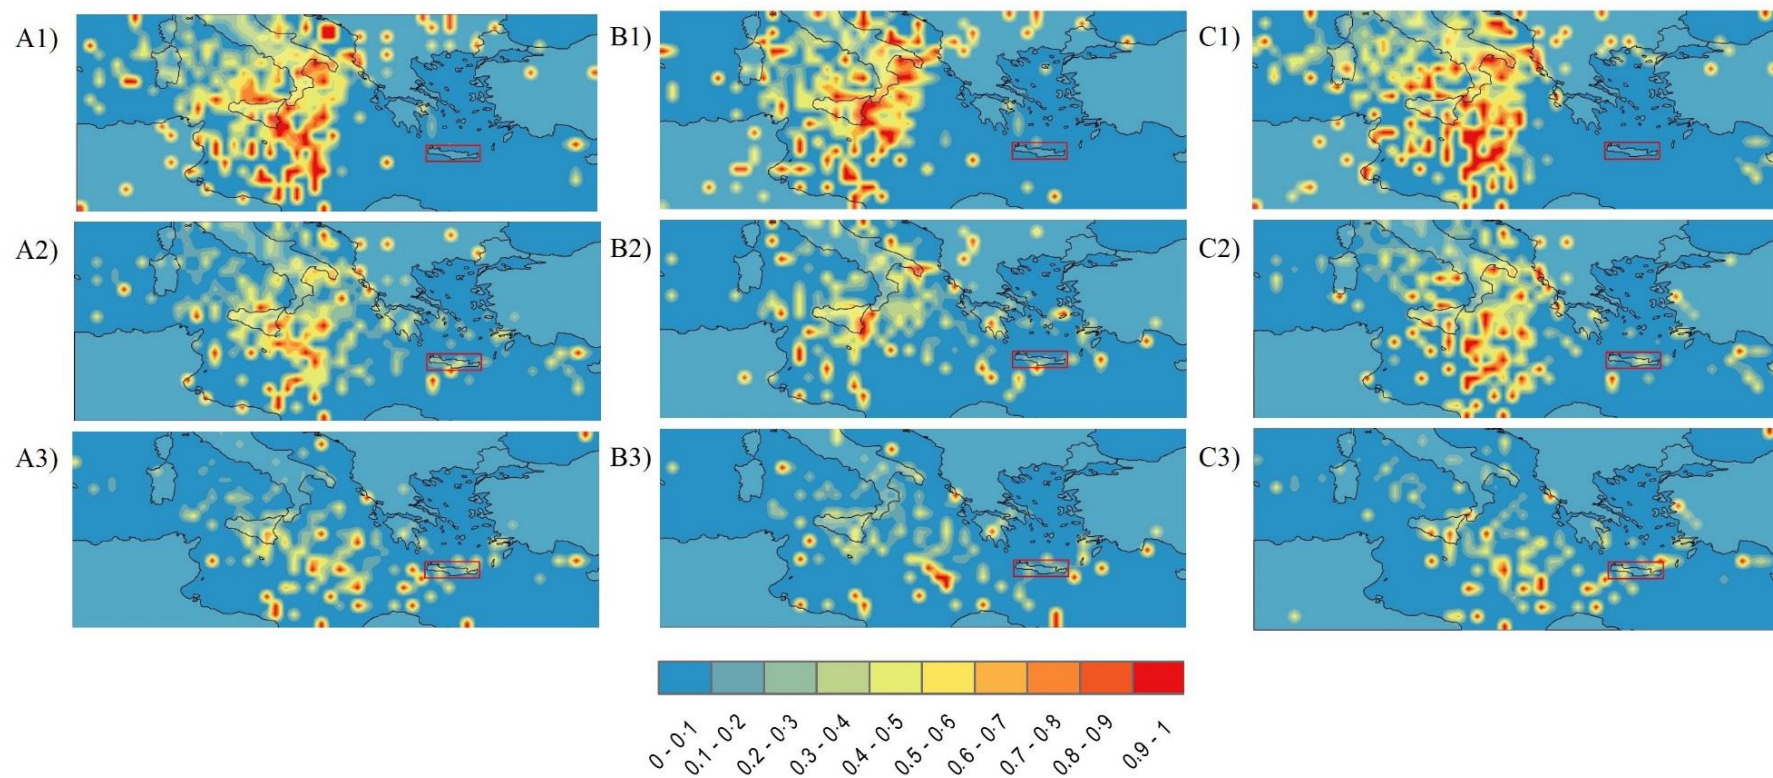 A1)
B1)
C1)
A2)
B2)
C2)
A3)
B3)
C3)
0 - 0·1
0.1 - 0·2
0.2 - 0·3
0.3 - 0·4
0.4 - 0·5
0.5 - 0·6
0.6 - 0·7
0.7 - 0·8
0.8 - 0·9
0.9 - 1